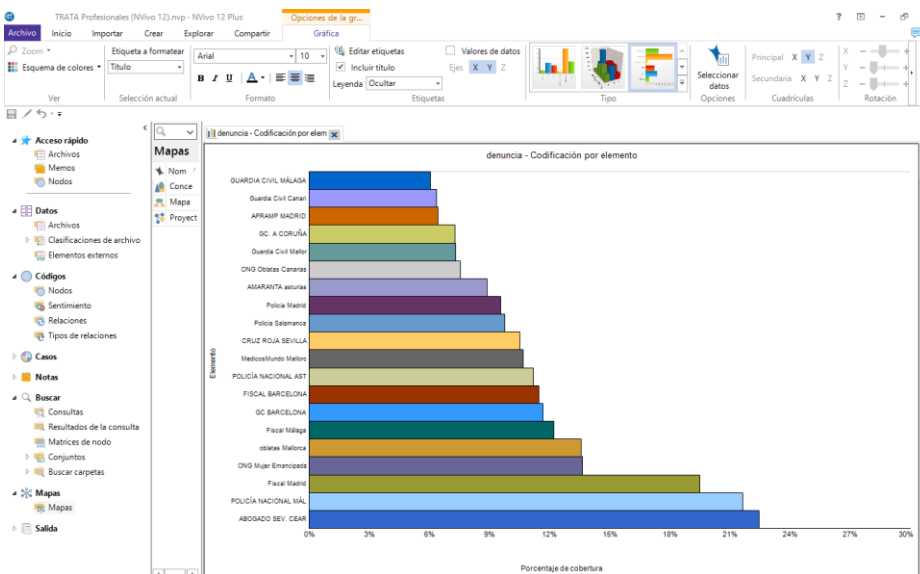 TRATA Profesionales (NVivo 12).nvp - NVivo 12 Plus
Opciones de la gr...
?
Archivo Inicio Importar Crear Explorar Compartir Gráfica
Zoom
Esquema de colores
Ver
Etiqueta a formatear
Título
Selección actual
Arial 10
B I U A
Formato
Editar etiquetas
Incluir título
Leyenda Ocultar
Valores de datos
Ejes X Y Z
Etiquetas
Tipo
Seleccionar
datos
Opciones
Principal X Y Z
Secundaria X Y Z
Cuadrículas
X
Y
Z
Rotación
Acceso rápido
Archivos
Memos
Nodos
Datos
Archivos
Clasificaciones de archivo
Elementos externos
Códigos
Nodos
Sentimiento
Relaciones
Tipos de relaciones
Casos
Notas
Buscar
Consultas
Resultados de la consulta
Matrices de nodo
Conjuntos
Buscar carpetas
Mapas
Mapas
Salida
Mapas
Nom
Conce
Mapa
Proyect
denuncia - Codificación por elem
denuncia - Codificación por elemento
Elemento
GUARDIA CIVIL MÁLAGA
Guardia Civil Canari
APRAMP MADRID
GC. A CORUÑA
Guardia Civil Mallor
ONG Oblatas Canarias
AMARANTA asturias
Policia Madrid
Policia Salamanca
CRUZ ROJA SEVILLA
MedicosMundo Mallorc
POLICÍA NACIONAL AST
FISCAL BARCELONA
GC BARCELONA
Fiscal Málaga
oblatas Mallorca
ONG Mujer Emancipada
Fiscal Madrid
POLICÍA NACIONAL MÁL
ABOGADO SEV. CEAR
0% 3% 6% 9% 12% 15% 18% 21% 24% 27% 30%
Porcentaje de cobertura